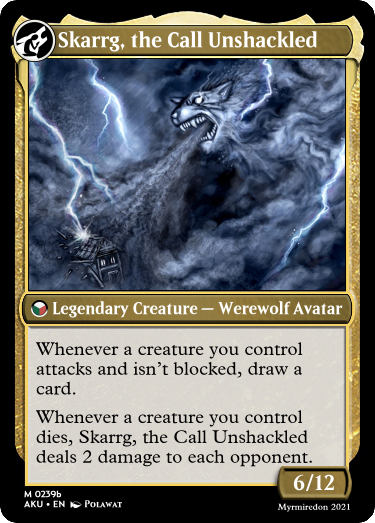 Skarrg, the Call Unshackled
Legendary Creature — Werewolf Avatar
Whenever a creature you control
attacks and isn't blocked, draw a
card.
Whenever a creature you control
dies, Skarrg, the Call Unshackled
deals 2 damage to each opponent.
6/12
M 0239b
AKU • EN Polawat
Myrmiredon 2021